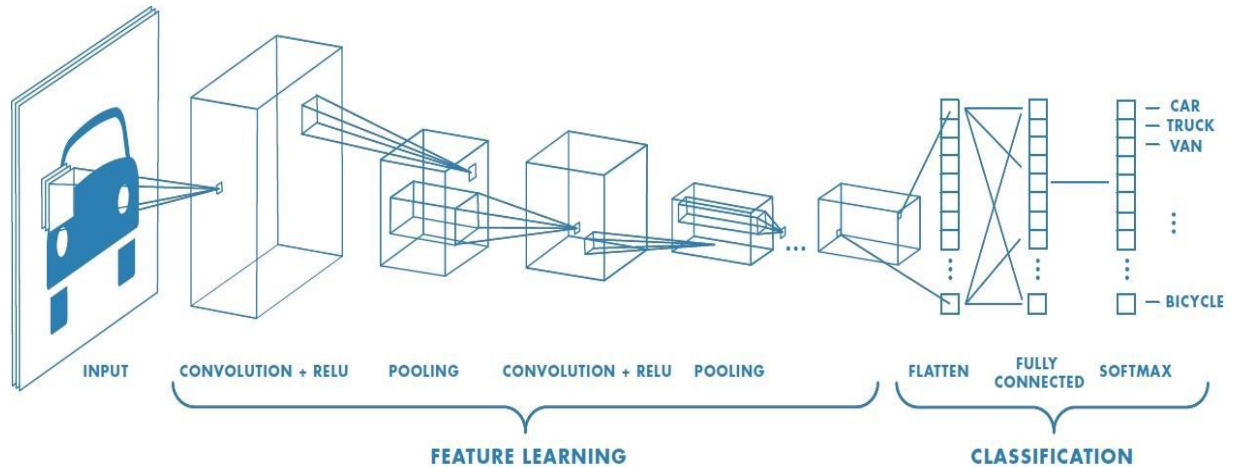 CAR
TRUCK
VAN
BICYCLE
INPUT
CONVOLUTION + RELU
POOLING
CONVOLUTION + RELU
POOLING
FLATTEN
FULLY
CONNECTED
SOFTMAX
FEATURE LEARNING
CLASSIFICATION